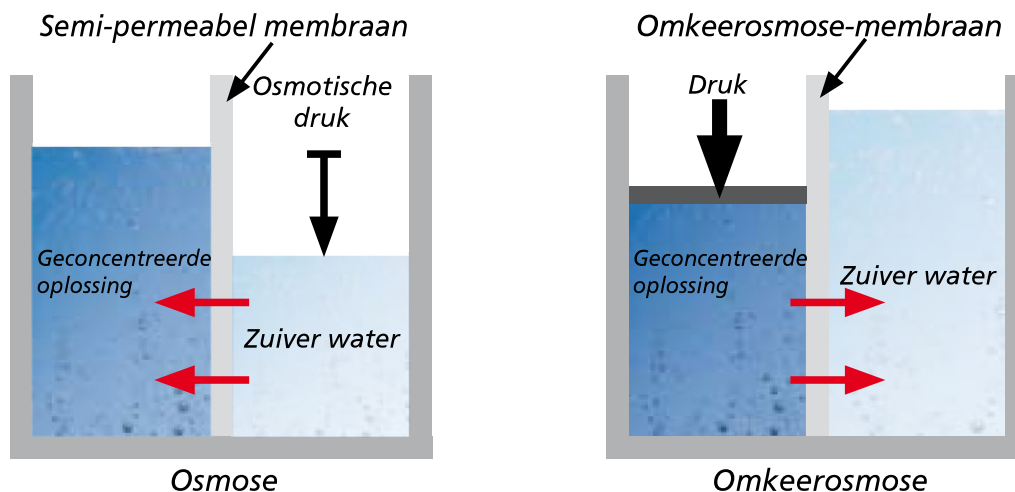 Semi-permeabel membraan
Osmotische
druk
Geconcentreerde
oplossing
Zuiver water
Osmose
Omkeerosmose-membraan
Druk
Geconcentreerde
oplossing
Zuiver water
Omkeerosmose